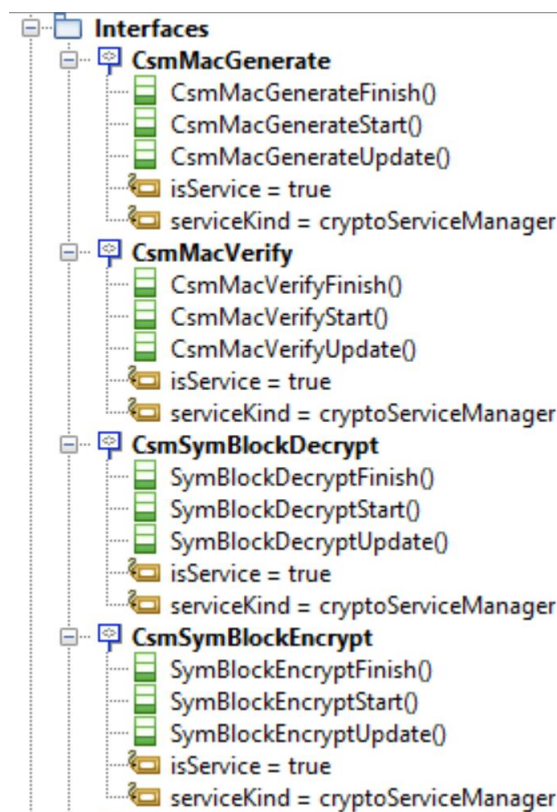 Interfaces
CsmMacGenerate
CsmMacGenerateFinish()
CsmMacGenerateStart()
CsmMacGenerateUpdate()
isService = true
serviceKind = cryptoServiceManager
CsmMacVerify
CsmMacVerifyFinish()
CsmMacVerifyStart()
CsmMacVerifyUpdate()
isService = true
serviceKind = cryptoServiceManager
CsmSymBlockDecrypt
SymBlockDecryptFinish()
SymBlockDecryptStart()
SymBlockDecryptUpdate()
isService = true
serviceKind = cryptoServiceManager
CsmSymBlockEncrypt
SymBlockEncryptFinish()
SymBlockEncryptStart()
SymBlockEncryptUpdate()
isService = true
serviceKind = cryptoServiceManager